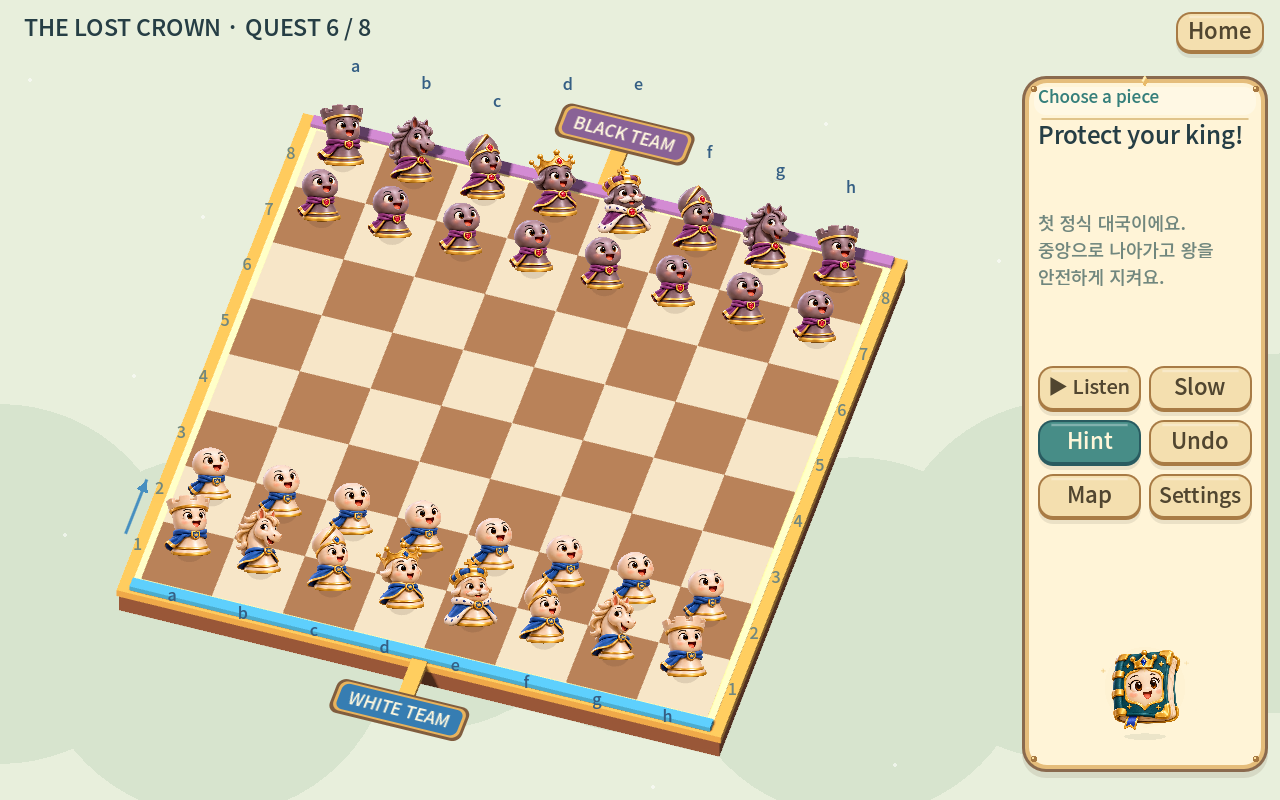 THE LOST CROWN · QUEST 6 / 8
Home
a
b
c
d
e
f
g
h
BLACK TEAM
8
7
6
5
4
3
2
1
8
7
6
5
4
3
2
1
a
b
c
d
e
f
g
h
WHITE TEAM
Choose a piece
Protect your king!
첫 정식 대국이에요.
중앙으로 나아가고 왕을
안전하게 지켜요.
▶ Listen
Slow
Hint
Undo
Map
Settings